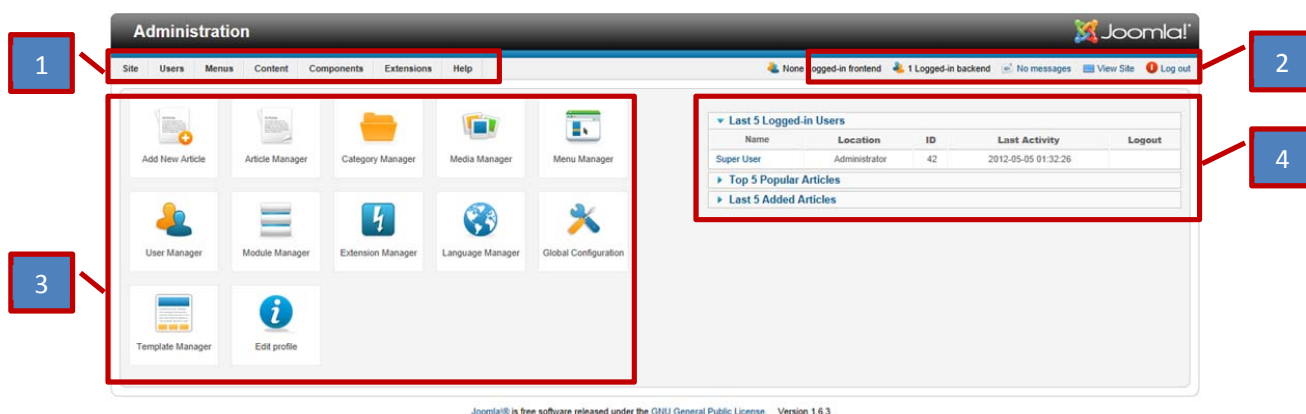 Administration
Joomla!
1
2
Site Users Menus Content Components Extensions Help
None logged-in frontend 1 Logged-in backend No messages View Site Log out
3
4
Add New Article Article Manager Category Manager Media Manager Menu Manager
User Manager Module Manager Extension Manager Language Manager Global Configuration
Template Manager Edit profile
Last 5 Logged-in Users
Name Location ID Last Activity Logout
Super User Administrator 42 2012-05-05 01:32:26
Top 5 Popular Articles
Last 5 Added Articles
Joomla!® is free software released under the GNU General Public License. Version 1.6.3